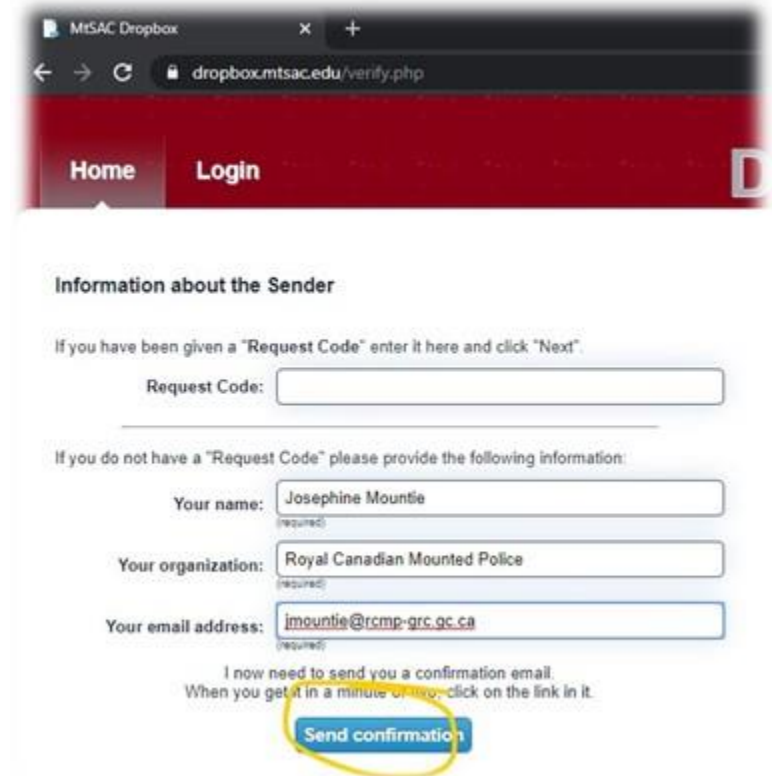 MtSAC Dropbox
dropbox.mtsac.edu/verify.php
Home Login D
Information about the Sender
If you have been given a "Request Code" enter it here and click "Next".
Request Code:
If you do not have a "Request Code" please provide the following information:
Your name: Josephine Mountie
(required)
Your organization: Royal Canadian Mounted Police
(required)
Your email address: jmountie@rcmp-grc.gc.ca
(required)
I now need to send you a confirmation email.
When you get it in a minute or two, click on the link in it.
Send confirmation